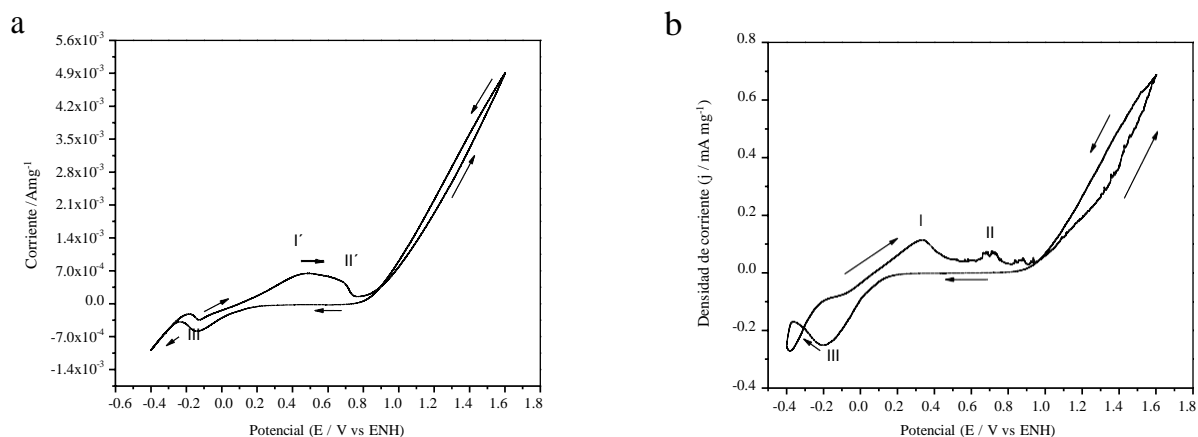 a
5.6x10⁻³
4.9x10⁻³
4.2x10⁻³
3.5x10⁻³
2.8x10⁻³
2.1x10⁻³
1.4x10⁻³
7.0x10⁻⁴
0.0
-7.0x10⁻⁴
-1.4x10⁻³
Corriente /Amg⁻¹
I´
II´
III
-0.6 -0.4 -0.2 0.0 0.2 0.4 0.6 0.8 1.0 1.2 1.4 1.6 1.8
Potencial (E / V vs ENH)
b
0.8
0.6
0.4
0.2
0.0
-0.2
-0.4
Densidad de corriente (j / mA mg⁻¹)
I
II
III
-0.4 -0.2 0.0 0.2 0.4 0.6 0.8 1.0 1.2 1.4 1.6 1.8
Potencial (E / V vs ENH)